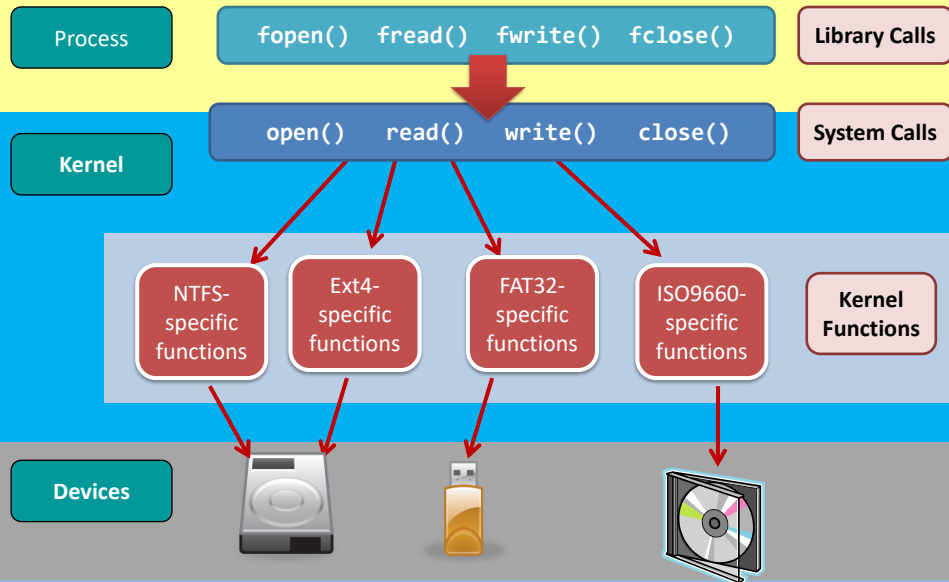 Process
fopen() fread() fwrite() fclose()
Library Calls
open() read() write() close()
System Calls
Kernel
NTFS-
specific
functions
Ext4-
specific
functions
FAT32-
specific
functions
ISO9660-
specific
functions
Kernel
Functions
Devices